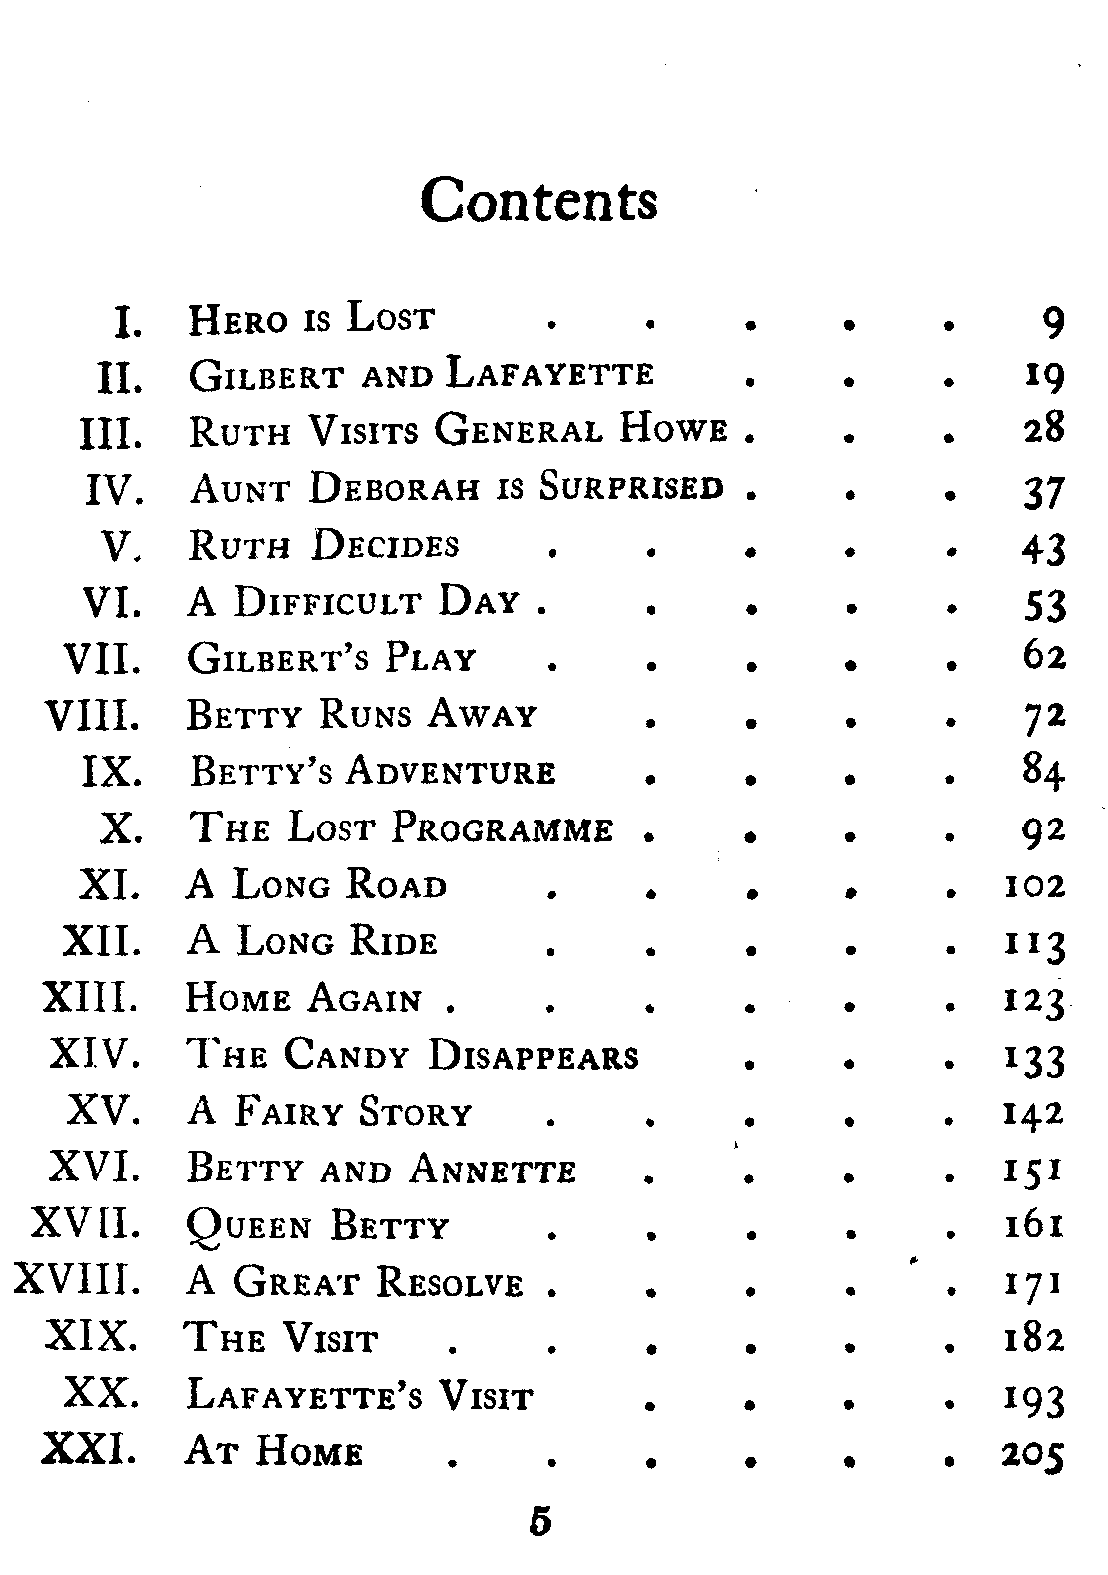 Contents
I. Hero is Lost . . . . . 9
II. Gilbert and Lafayette . . . 19
III. Ruth Visits General Howe . . . 28
IV. Aunt Deborah is Surprised . . . 37
V. Ruth Decides . . . . . 43
VI. A Difficult Day . . . . . 53
VII. Gilbert's Play . . . . . 62
VIII. Betty Runs Away . . . . 72
IX. Betty's Adventure . . . . 84
X. The Lost Programme . . . . 92
XI. A Long Road . . . . . 102
XII. A Long Ride . . . . . 113
XIII. Home Again . . . . . . 123
XIV. The Candy Disappears . . . 133
XV. A Fairy Story . . . . . 142
XVI. Betty and Annette . . . . 151
XVII. Queen Betty . . . . . 161
XVIII. A Great Resolve . . . . . 171
XIX. The Visit . . . . . . 182
XX. Lafayette's Visit . . . . 193
XXI. At Home . . . . . . 205
5